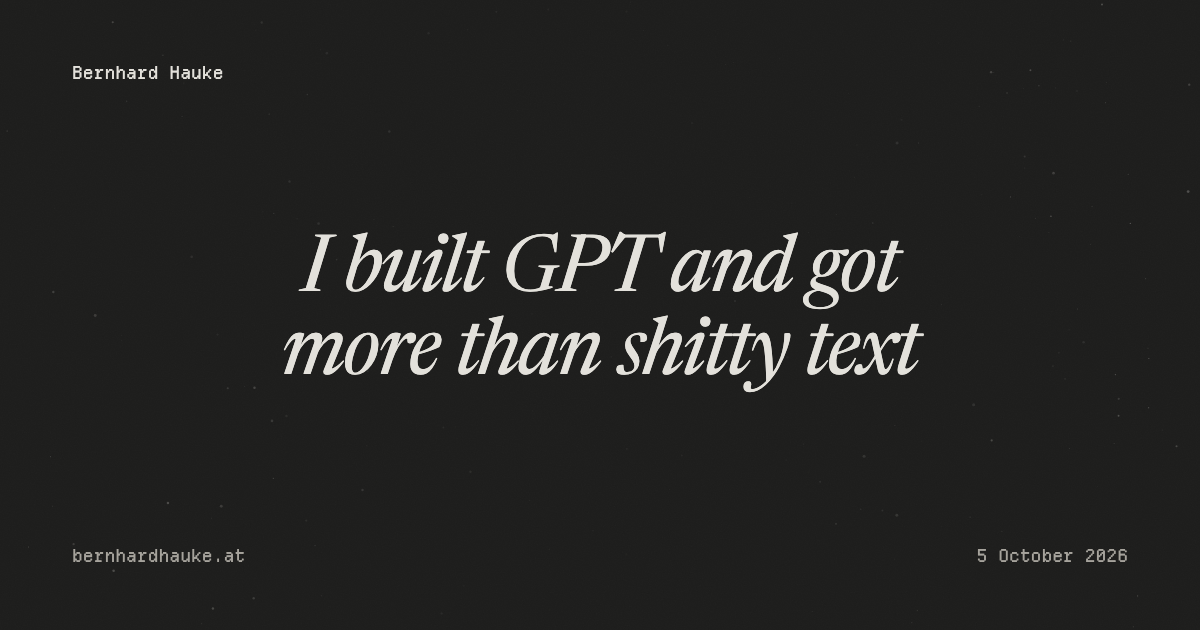 Bernhard Hauke
I built GPT and got
more than shitty text
bernhardhauke.at
5 October 2026